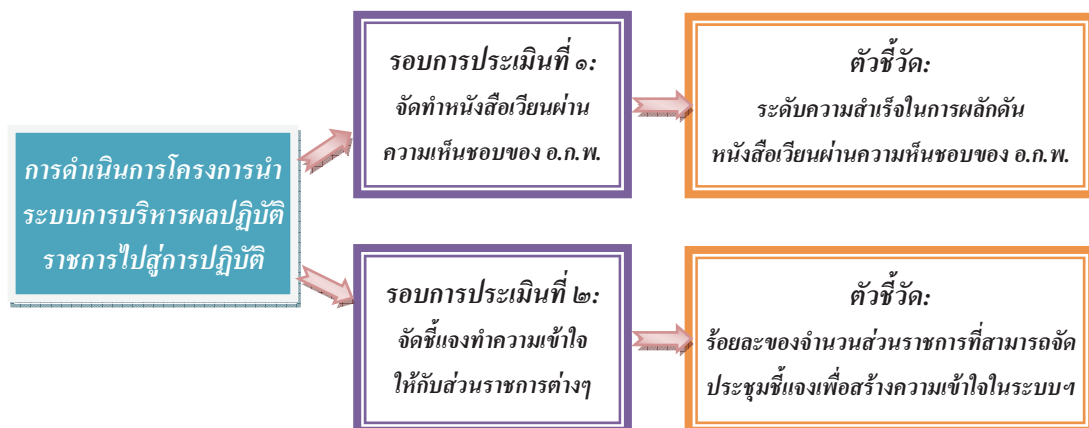 การดำเนินการโครงการนำ
ระบบการบริหารผลปฏิบัติ
ราชการไปสู่การปฏิบัติ
รอบการประเมินที่ ๑:
จัดทำหนังสือเวียนผ่าน
ความเห็นชอบของ อ.ก.พ.
ตัวชี้วัด:
ระดับความสำเร็จในการผลักดัน
หนังสือเวียนผ่านความห็นชอบของ อ.ก.พ.
รอบการประเมินที่ ๒:
จัดชี้แจงทำความเข้าใจ
ให้กับส่วนราชการต่างๆ
ตัวชี้วัด:
ร้อยละของจำนวนส่วนราชการที่สามารถจัด
ประชุมชี้แจงเพื่อสร้างความเข้าใจในระบบฯ